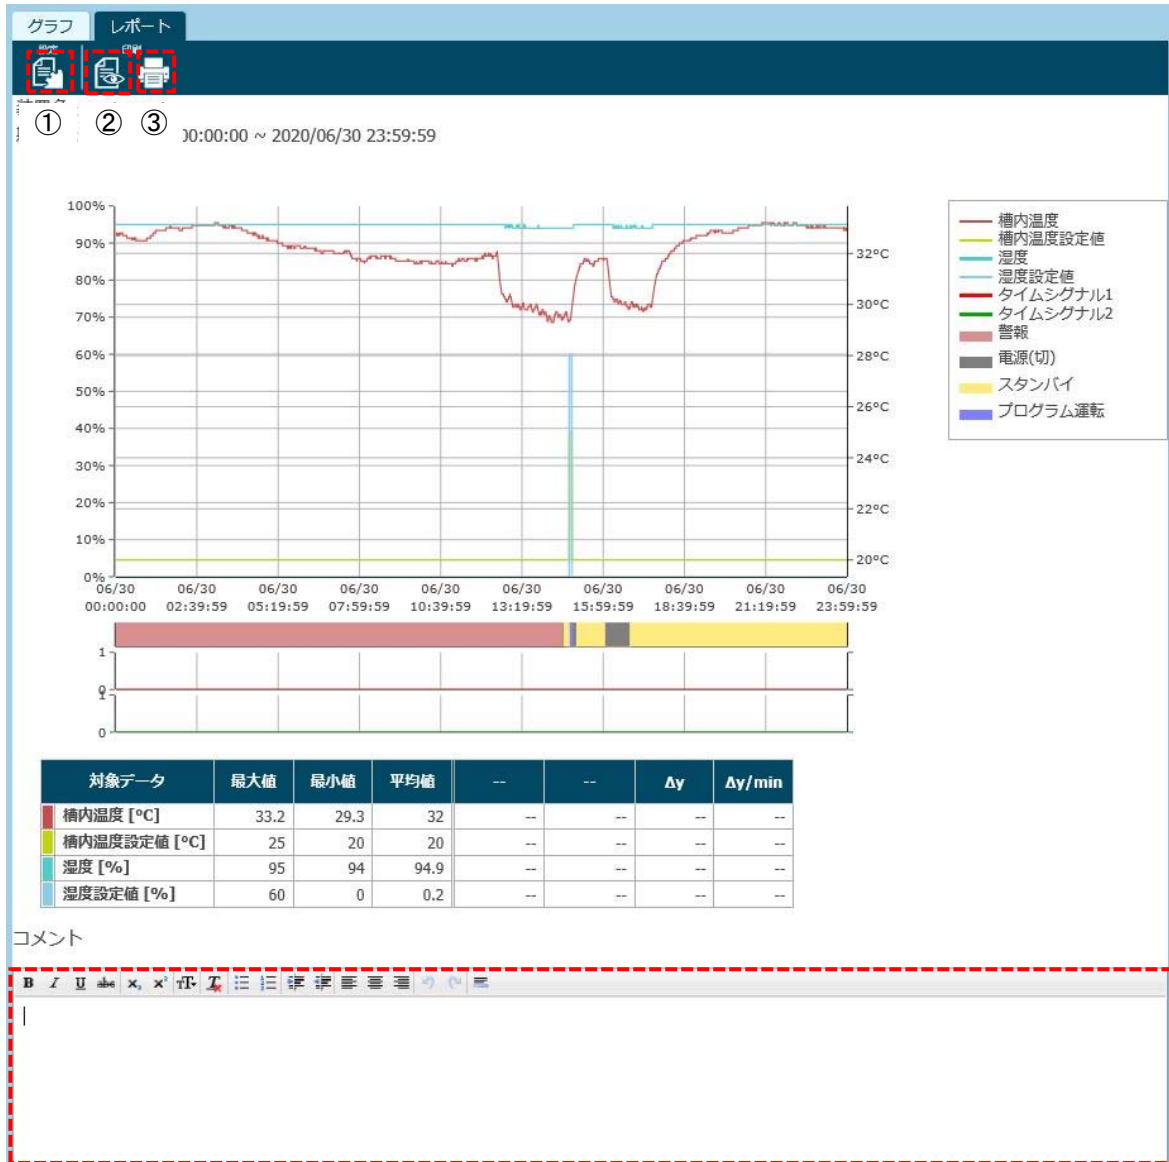 グラフ レポート
設定 印刷
① ② ③
00:00:00 ~ 2020/06/30 23:59:59
100%
90%
80%
70%
60%
50%
40%
30%
20%
10%
0%
32°C
30°C
28°C
26°C
24°C
22°C
20°C
槽内温度
槽内温度設定値
湿度
湿度設定値
タイムシグナル1
タイムシグナル2
警報
電源(切)
スタンバイ
プログラム運転
06/30 06/30 06/30 06/30 06/30 06/30 06/30 06/30 06/30 06/30
00:00:00 02:39:59 05:19:59 07:59:59 10:39:59 13:19:59 15:59:59 18:39:59 21:19:59 23:59:59
1
0
1
0
対象データ 最大値 最小値 平均値 -- -- Δy Δy/min
槽内温度 [°C] 33.2 29.3 32 -- -- -- --
槽内温度設定値 [°C] 25 20 20 -- -- -- --
湿度 [%] 95 94 94.9 -- -- -- --
湿度設定値 [%] 60 0 0.2 -- -- -- --
コメント
B I U abc x₂ x² тT